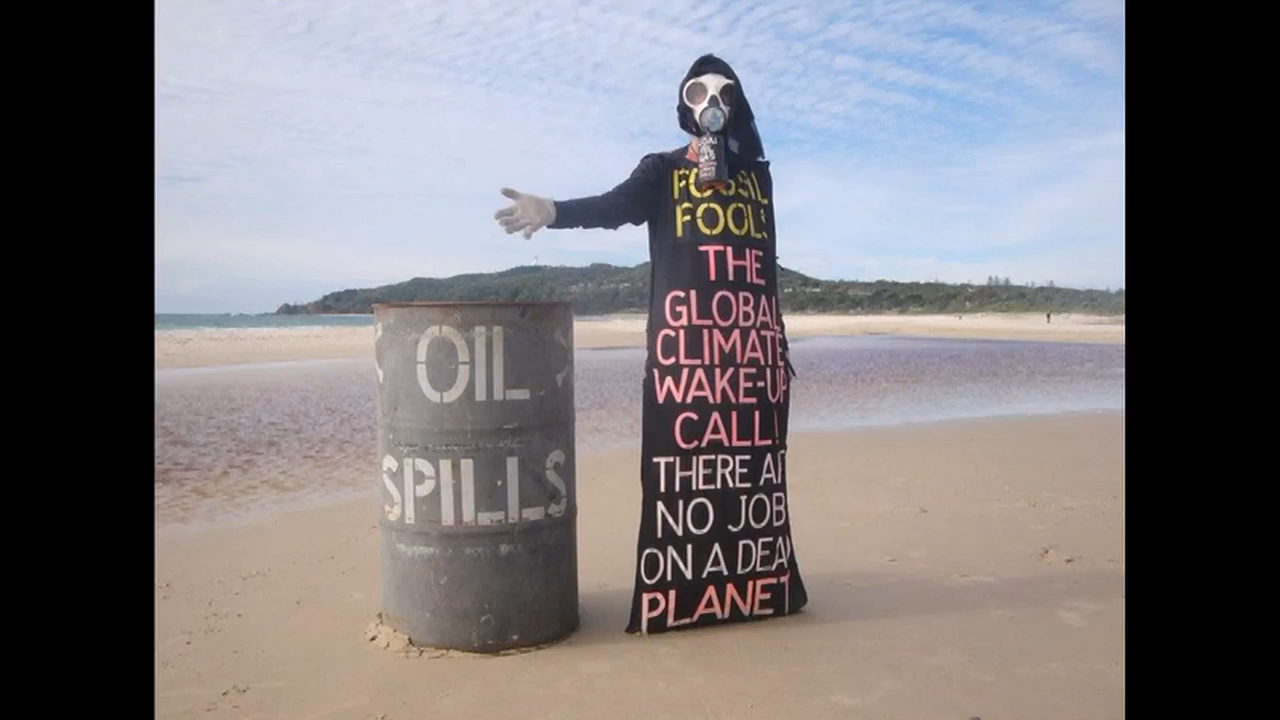 OIL
SPILLS
FOSSIL
FOOLS
THE
GLOBAL
CLIMATE
WAKE-UP
CALL!
THERE AR
NO JOB
ON A DEA
PLANET